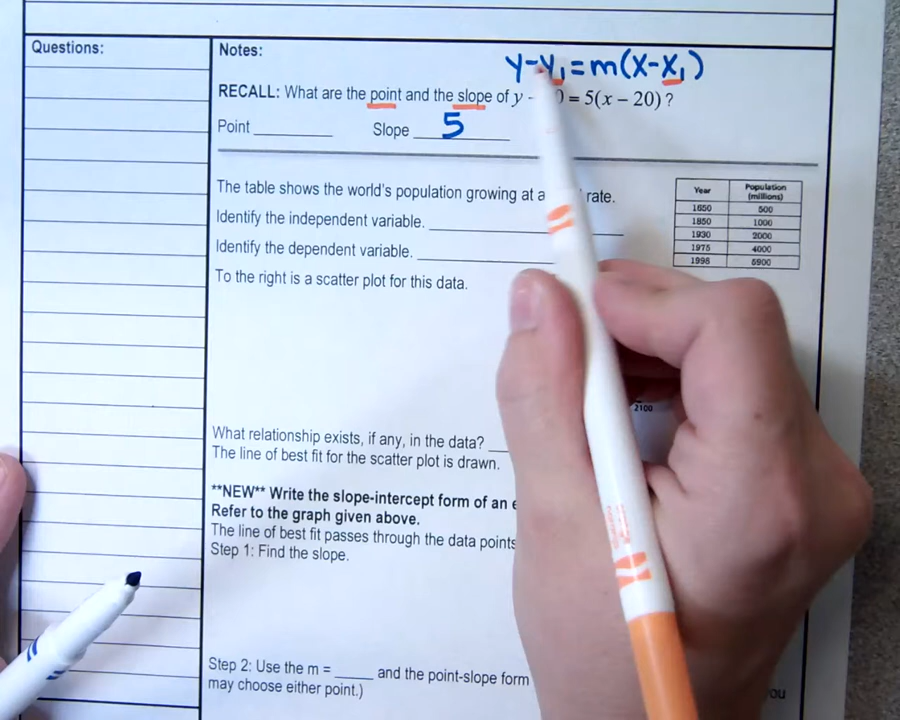 Questions:
Notes:
y-y₁=m(x-x₁)
RECALL: What are the point and the slope of y - 0 = 5(x – 20) ?
Point
Slope 5
The table shows the world's population growing at a rate.
Identify the independent variable.
Identify the dependent variable.
To the right is a scatter plot for this data.
Year Population (millions)
1650 500
1850 1000
1930 2000
1975 4000
1998 5900
2100
What relationship exists, if any, in the data?
The line of best fit for the scatter plot is drawn.
**NEW** Write the slope-intercept form of an e
Refer to the graph given above.
The line of best fit passes through the data points
Step 1: Find the slope.
Step 2: Use the m = and the point-slope form
you
may choose either point.)